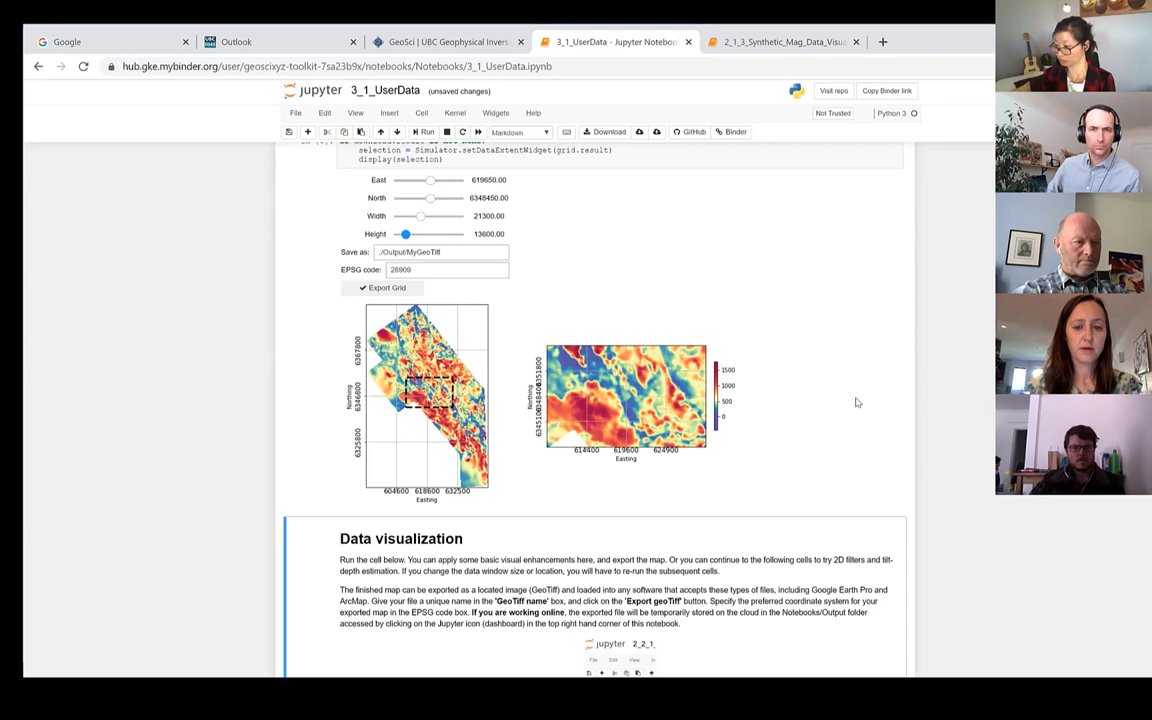 Google
Outlook
GeoSci | UBC Geophysical Invers
3_1_UserData - Jupyter Noteboo
2_1_3_Synthetic_Mag_Data_Visua
hub.gke.mybinder.org/user/geoscixyz-toolkit-7sa23b9x/notebooks/Notebooks/3_1_UserData.ipynb
jupyter 3_1_UserData (unsaved changes)
Visit repo
Copy Binder link
File Edit View Insert Cell Kernel Widgets Help
Not Trusted
Python 3
Run
Markdown
Download
GitHub
Binder
selection = Simulator.setDataExtentWidget(grid.result)
display(selection)
East 619650.00
North 6348450.00
Width 21300.00
Height 13600.00
Save as: ./Output/MyGeoTiff
EPSG code: 26909
Export Grid
Northing
6367800
6346800
6325800
604600 618600 632500
Easting
Northing
6351800
6348400
6345100
614400 619600 624900
Easting
1500
1000
500
0
Data visualization
Run the cell below. You can apply some basic visual enhancements here, and export the map. Or you can continue to the following cells to try 2D filters and tilt-
depth estimation. If you change the data window size or location, you will have to re-run the subsequent cells.
The finished map can be exported as a located image (GeoTiff) and loaded into any software that accepts these types of files, including Google Earth Pro and
ArcMap. Give your file a unique name in the 'GeoTiff name' box, and click on the 'Export geoTiff' button. Specify the preferred coordinate system for your
exported map in the EPSG code box. If you are working online, the exported file will be temporarily stored on the cloud in the Notebooks/Output folder
accessed by clicking on the Jupyter icon (dashboard) in the top right hand corner of this notebook.
jupyter 2_2_1_
File Edit View In